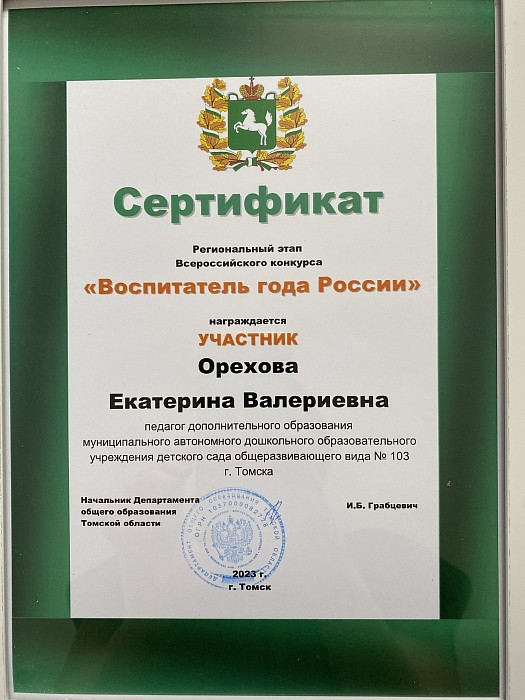 Сертификат
Региональный этап
Всероссийского конкурса
«Воспитатель года России»
награждается
УЧАСТНИК
Орехова
Екатерина Валериевна
педагог дополнительного образования
муниципального автономного дошкольного образовательного
учреждения детского сада общеразвивающего вида № 103
г. Томска
Начальник Департамента
общего образования
Томской области
И.Б. Грабцевич
2023 г.
г. Томск